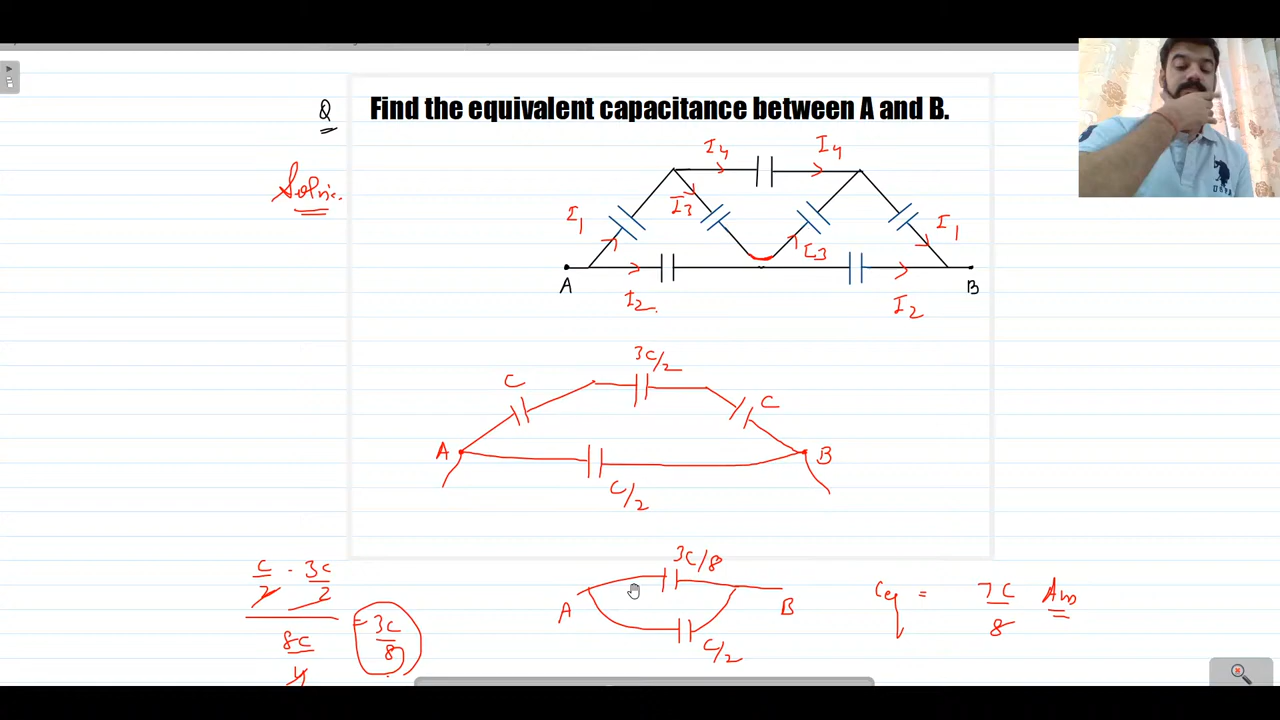 Q Find the equivalent capacitance between A and B.
Soln:
I4 I4
I1 I3 I3 I1
A B
I2 I2
3C/2
C C
A B
C/2
3C/8
A B
C/2
C/2 · 3C/2
8C/4
= 3C/8
Ceq = 7C/8 Ans